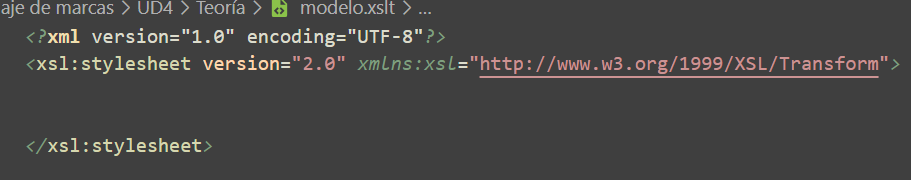 aje de marcas > UD4 > Teoría > modelo.xslt > ...
<?xml version="1.0" encoding="UTF-8"?>
<xsl:stylesheet version="2.0" xmlns:xsl="http://www.w3.org/1999/XSL/Transform">
</xsl:stylesheet>